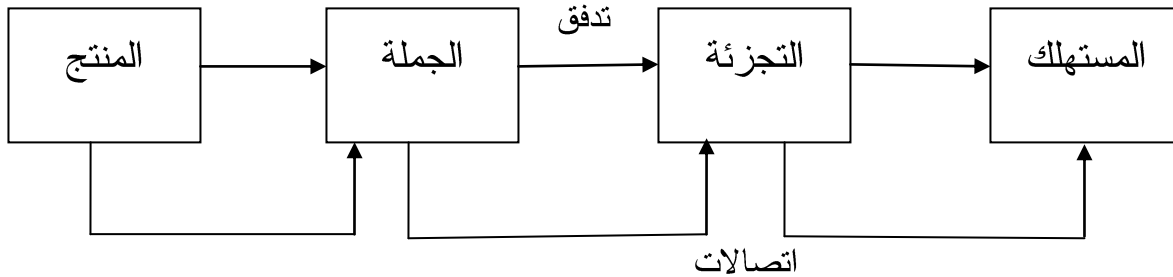 تدفق
المنتج
الجملة
التجزئة
المستهلك
اتصالات